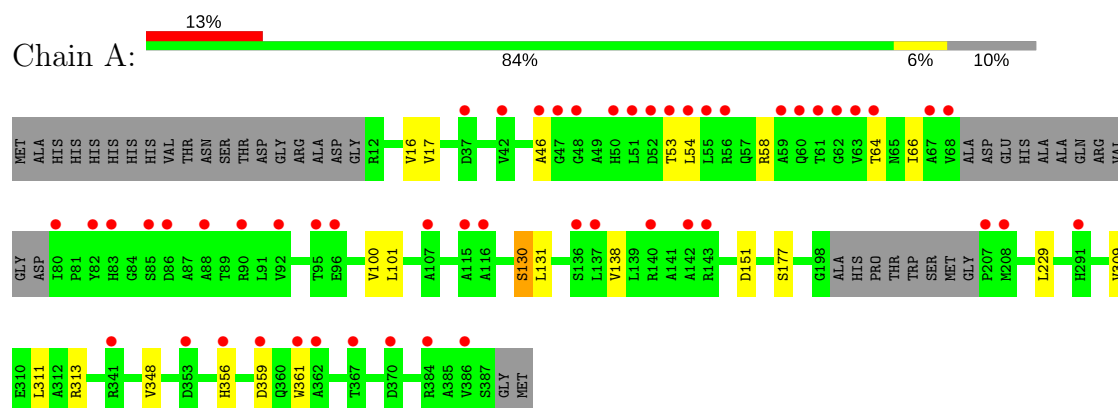 13%
Chain A:
84% 6% 10%
MET ALA HIS HIS HIS HIS HIS HIS VAL THR ASN SER THR ASP GLY ARG ALA ASP GLY R12 V16 V17 D37 V42 A46 G47 G48 A49 H50 L51 D52 T53 L54 L55 R56 Q57 R58 A59 Q60 T61 G62 V63 T64 N65 I66 A67 V68 ALA ASP GLU HIS ALA ALA GLN ARG VAL
GLY ASP I80 P81 Y82 H83 G84 S85 D86 A87 A88 T89 R90 L91 V92 T95 E96 V100 L101 A107 A115 A116 S130 L131 S136 L137 V138 L139 R140 A141 A142 R143 D151 S177 G198 ALA HIS PRO THR TRP SER MET GLY P207 M208 L229 H291 V309
E310 L311 A312 R313 R341 V348 D353 H356 D359 Q360 W361 A362 T367 D370 R384 A385 V386 S387 GLY MET